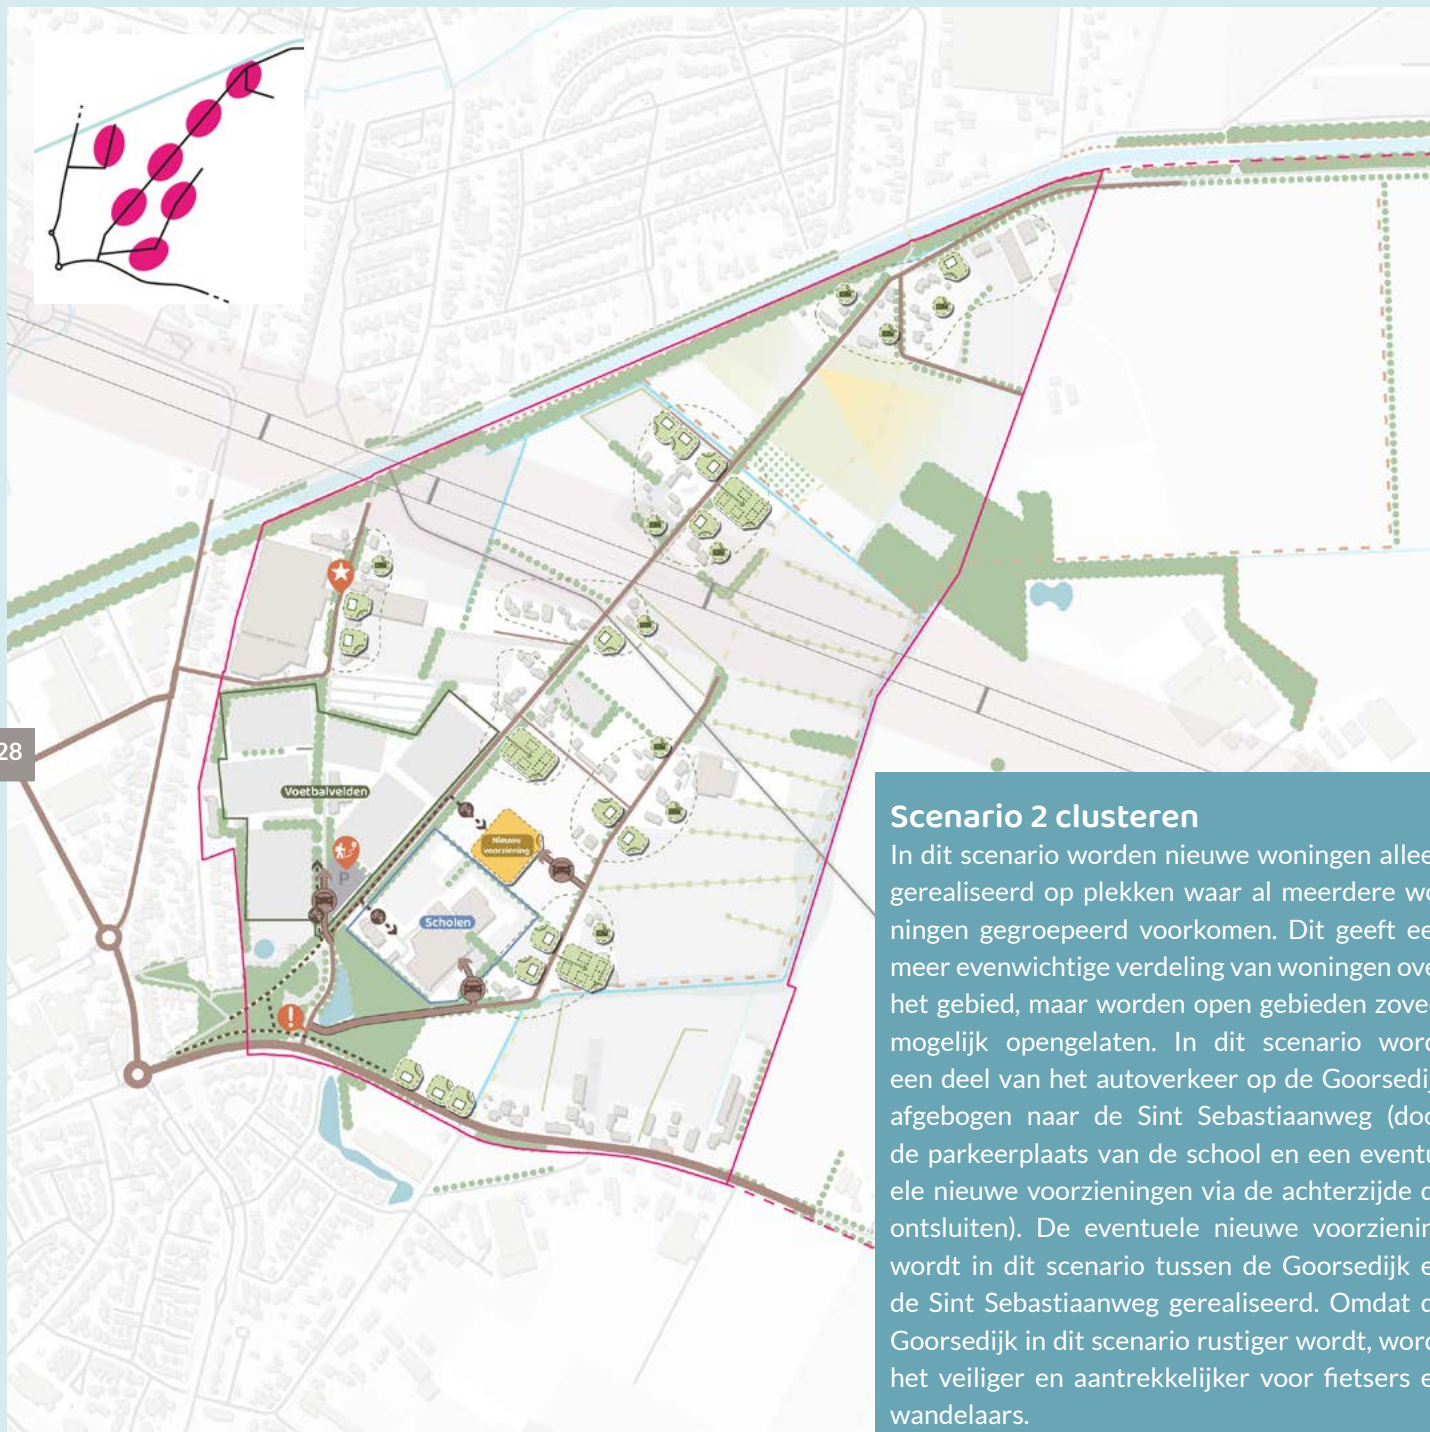 28
Voetbalvelden
P
Nieuwe
voorziening
Scholen
Scenario 2 clusteren
In dit scenario worden nieuwe woningen allee
gerealiseerd op plekken waar al meerdere wo
ningen gegroepeerd voorkomen. Dit geeft ee
meer evenwichtige verdeling van woningen ove
het gebied, maar worden open gebieden zovee
mogelijk opengelaten. In dit scenario word
een deel van het autoverkeer op de Goorsedij
afgebogen naar de Sint Sebastiaanweg (doo
de parkeerplaats van de school en een eventu
ele nieuwe voorzieningen via de achterzijde d
ontsluiten). De eventuele nieuwe voorzienin
wordt in dit scenario tussen de Goorsedijk e
de Sint Sebastiaanweg gerealiseerd. Omdat d
Goorsedijk in dit scenario rustiger wordt, word
het veiliger en aantrekkelijker voor fietsers e
wandelaars.